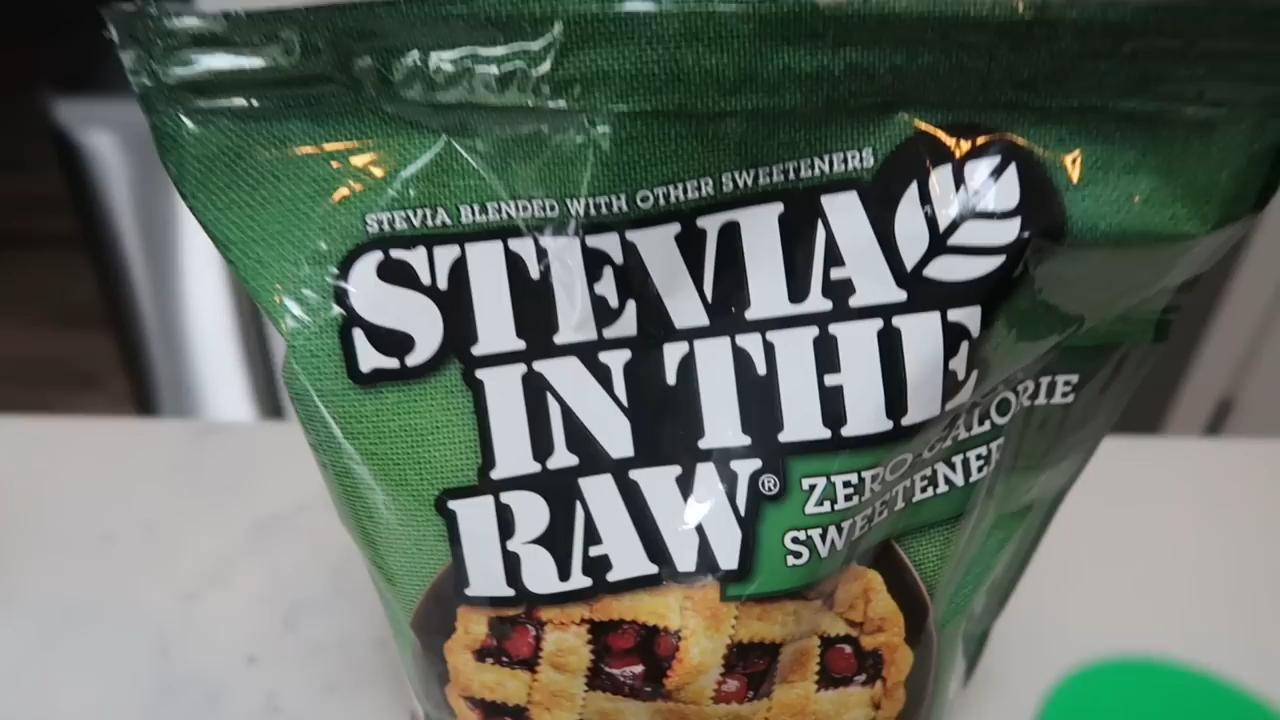 STEVIA BLENDED WITH OTHER SWEETENERS
STEVIA
IN THE
RAW®
ZERO-CALORIE
SWEETENER